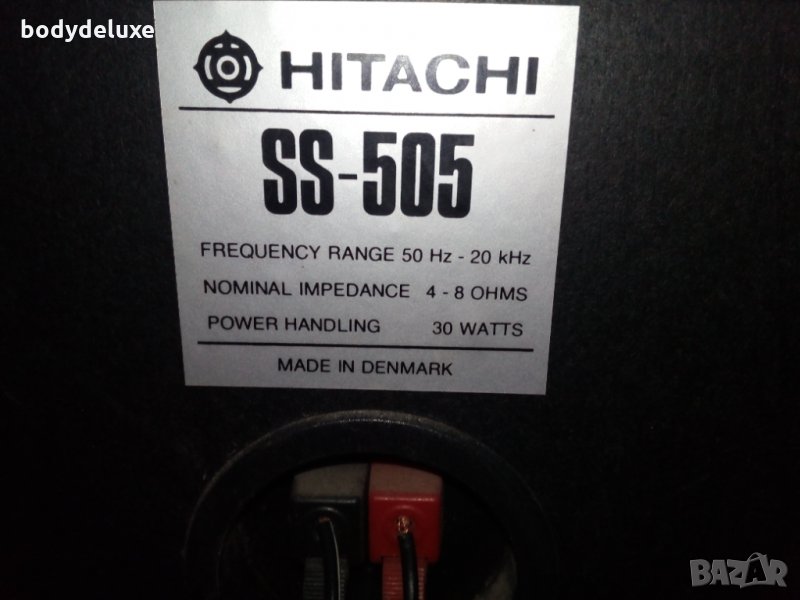 bodydeluxe
HITACHI
SS-505
FREQUENCY RANGE 50 Hz - 20 kHz
NOMINAL IMPEDANCE 4 - 8 OHMS
POWER HANDLING 30 WATTS
MADE IN DENMARK
BAZAR